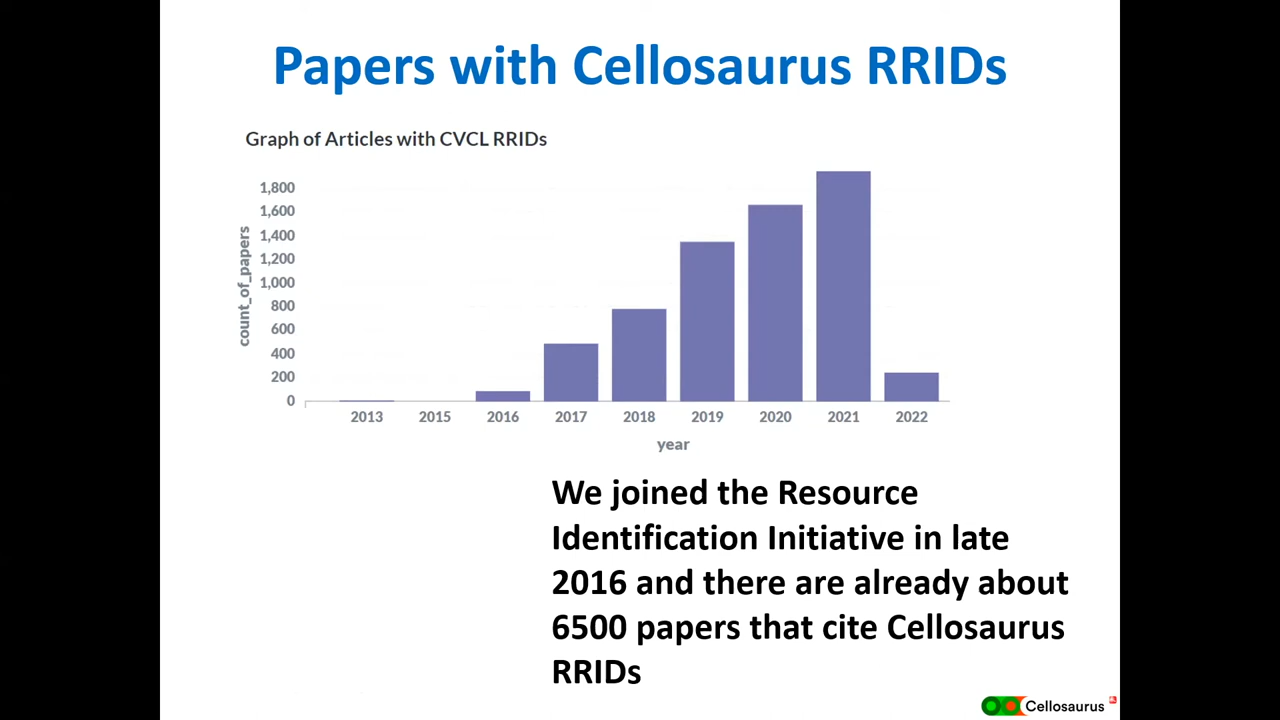 Papers with Cellosaurus RRIDs
Graph of Articles with CVCL RRIDs
count_of_papers
1,800
1,600
1,400
1,200
1,000
800
600
400
200
0
2013 2015 2016 2017 2018 2019 2020 2021 2022
year
We joined the Resource
Identification Initiative in late
2016 and there are already about
6500 papers that cite Cellosaurus
RRIDs
Cellosaurus